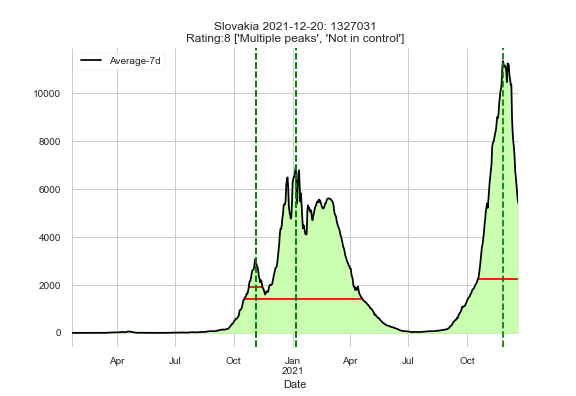 Slovakia 2021-12-20: 1327031
Rating:8 ['Multiple peaks', 'Not in control']
Average-7d
10000
8000
6000
4000
2000
0
Apr Jul Oct Jan Apr Jul Oct
2021
Date